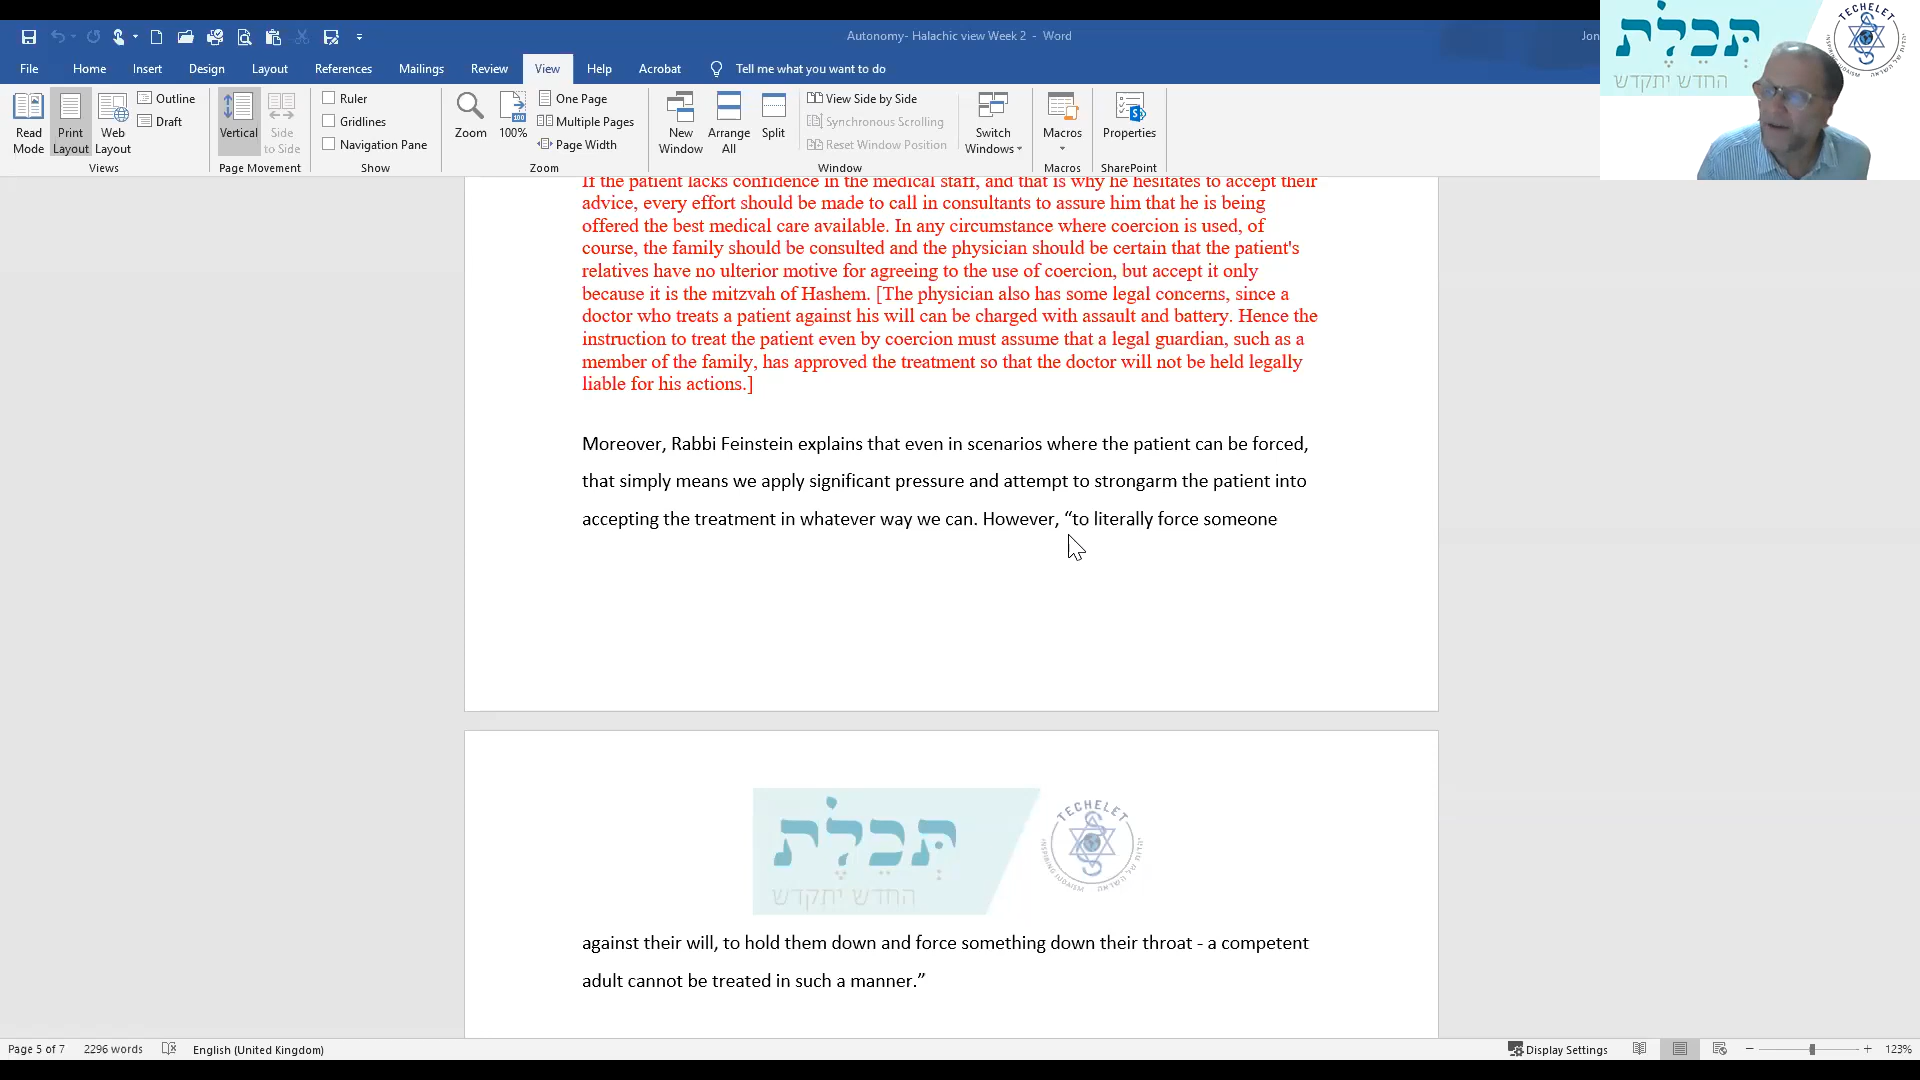 Autonomy- Halachic view Week 2 - Word
Jon
File Home Insert Design Layout References Mailings Review View Help Acrobat Tell me what you want to do
Read Mode
Print Layout
Web Layout
Outline
Draft
Views
Vertical
Side to Side
Page Movement
Ruler
Gridlines
Navigation Pane
Show
Zoom
100%
One Page
Multiple Pages
Page Width
Zoom
New Window
Arrange All
Split
View Side by Side
Synchronous Scrolling
Reset Window Position
Window
Switch Windows
Macros
Macros
Properties
SharePoint
תְּכֵלֶת
החדש יתקדש
TECHELET
If the patient lacks confidence in the medical staff, and that is why he hesitates to accept their
advice, every effort should be made to call in consultants to assure him that he is being
offered the best medical care available. In any circumstance where coercion is used, of
course, the family should be consulted and the physician should be certain that the patient's
relatives have no ulterior motive for agreeing to the use of coercion, but accept it only
because it is the mitzvah of Hashem. [The physician also has some legal concerns, since a
doctor who treats a patient against his will can be charged with assault and battery. Hence the
instruction to treat the patient even by coercion must assume that a legal guardian, such as a
member of the family, has approved the treatment so that the doctor will not be held legally
liable for his actions.]
Moreover, Rabbi Feinstein explains that even in scenarios where the patient can be forced,
that simply means we apply significant pressure and attempt to strongarm the patient into
accepting the treatment in whatever way we can. However, “to literally force someone
תְּכֵלֶת
החדש יתקדש
TECHELET
INSPIRING JUDAISM
against their will, to hold them down and force something down their throat - a competent
adult cannot be treated in such a manner.”
Page 5 of 7 2296 words English (United Kingdom) Display Settings 123%